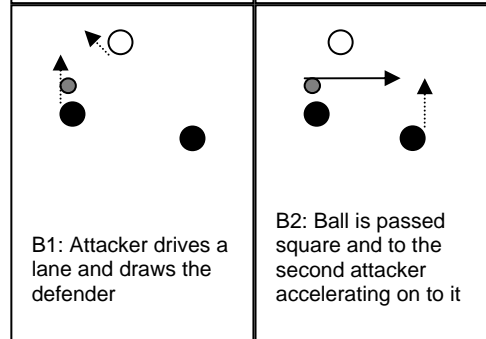 B1: Attacker drives a
lane and draws the
defender
B2: Ball is passed
square and to the
second attacker
accelerating on to it